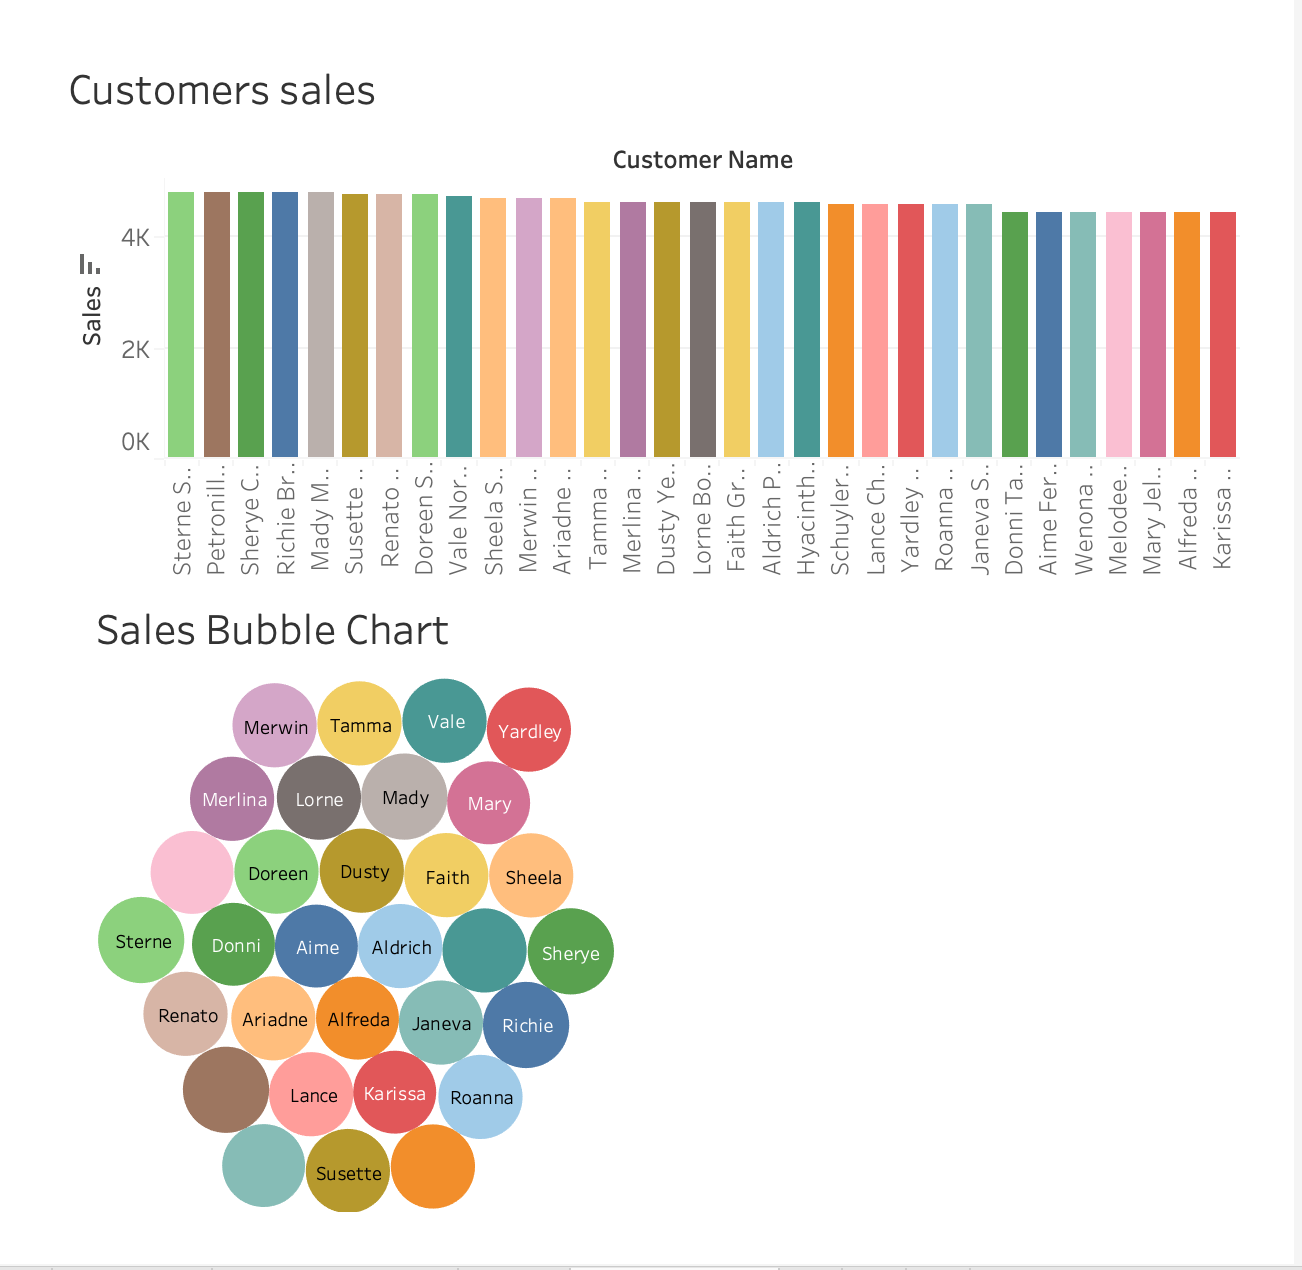 Customers sales
Customer Name
4K
2K
0K
Sales
Sterne S..
Petronill..
Sherye C..
Richie Br..
Mady M..
Susette ..
Renato ..
Doreen S..
Vale Nor..
Sheela S..
Merwin ..
Ariadne ..
Tamma ..
Merlina ..
Dusty Ye..
Lorne Bo..
Faith Gr..
Aldrich P..
Hyacinth..
Schuyler..
Lance Ch..
Yardley ..
Roanna ..
Janeva S..
Donni Ta..
Aime Fer..
Wenona ..
Melodee..
Mary Jel..
Alfreda ..
Karissa ..
Sales Bubble Chart
Merwin Tamma Vale Yardley
Merlina Lorne Mady Mary
Doreen Dusty Faith Sheela
Sterne Donni Aime Aldrich Sherye
Renato Ariadne Alfreda Janeva Richie
Lance Karissa Roanna
Susette